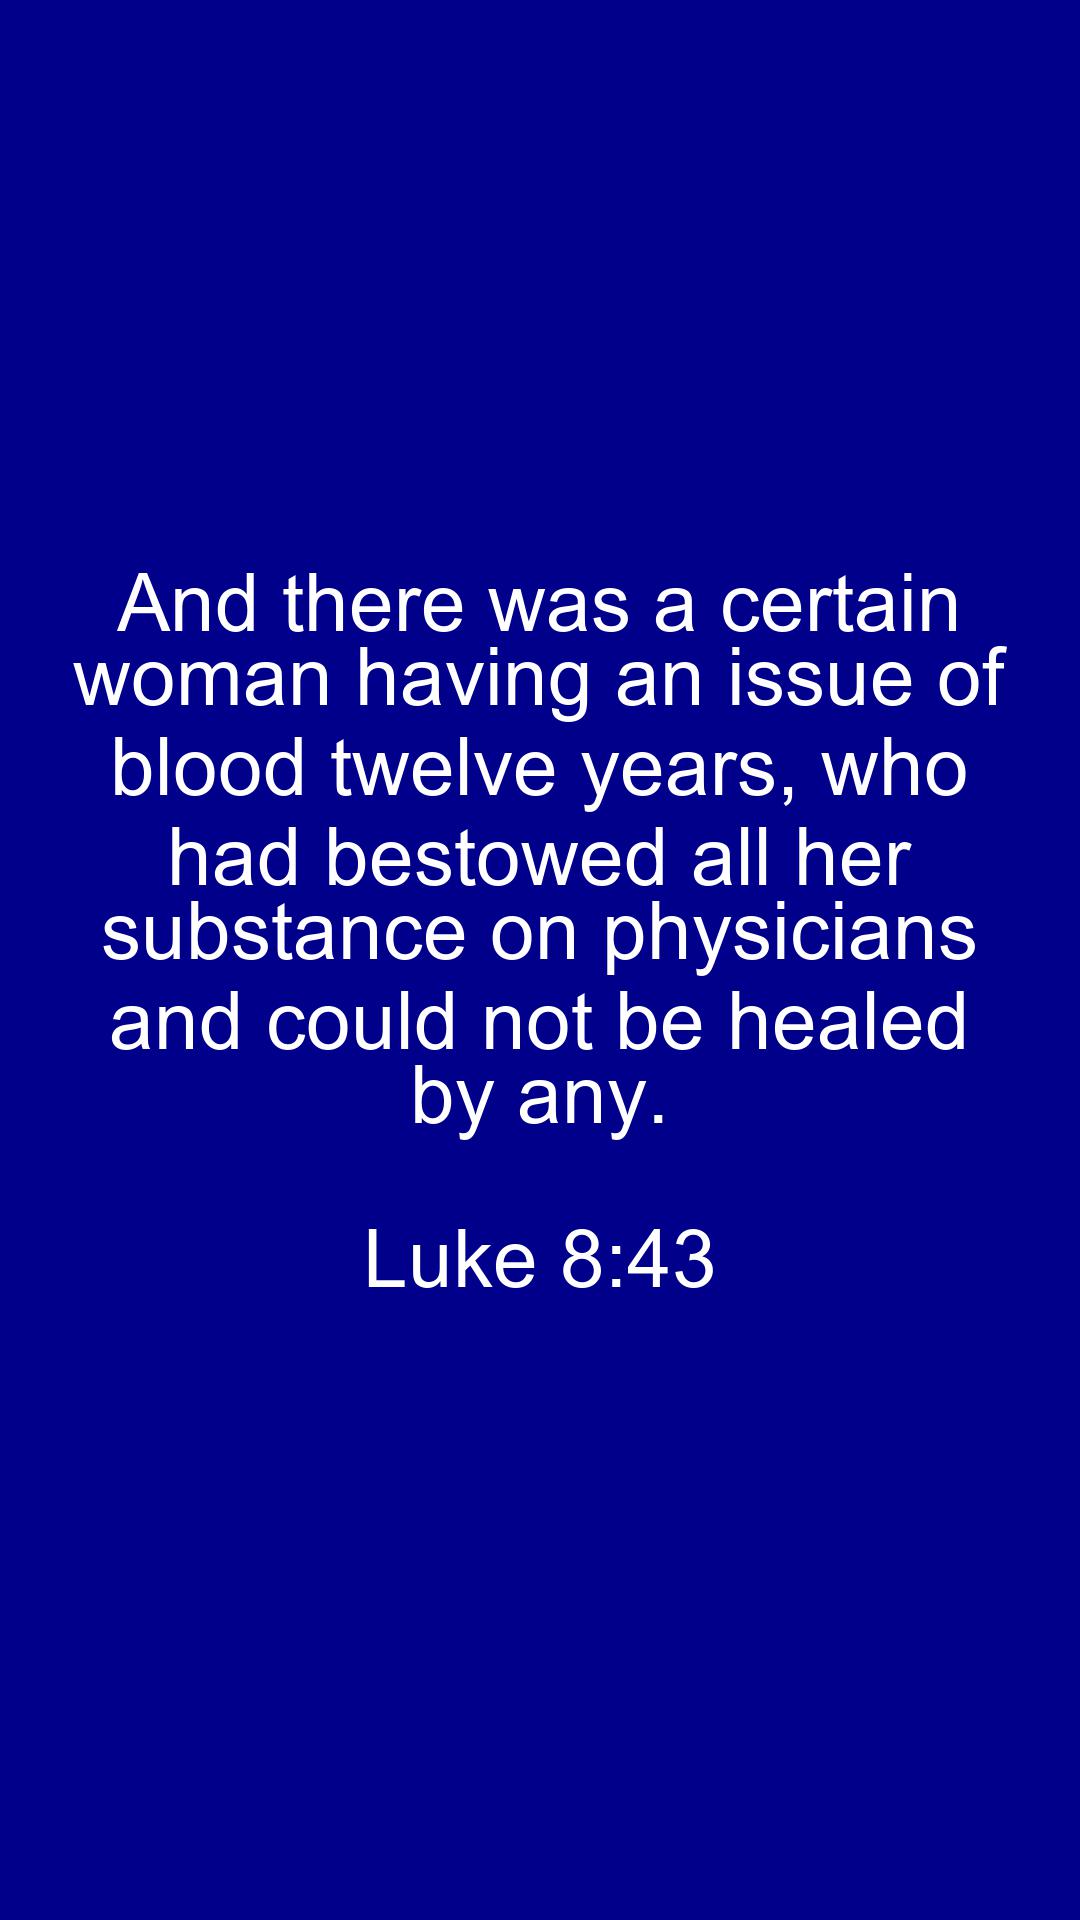 And there was a certain
woman having an issue of
blood twelve years, who
had bestowed all her
substance on physicians
and could not be healed
by any.
Luke 8:43